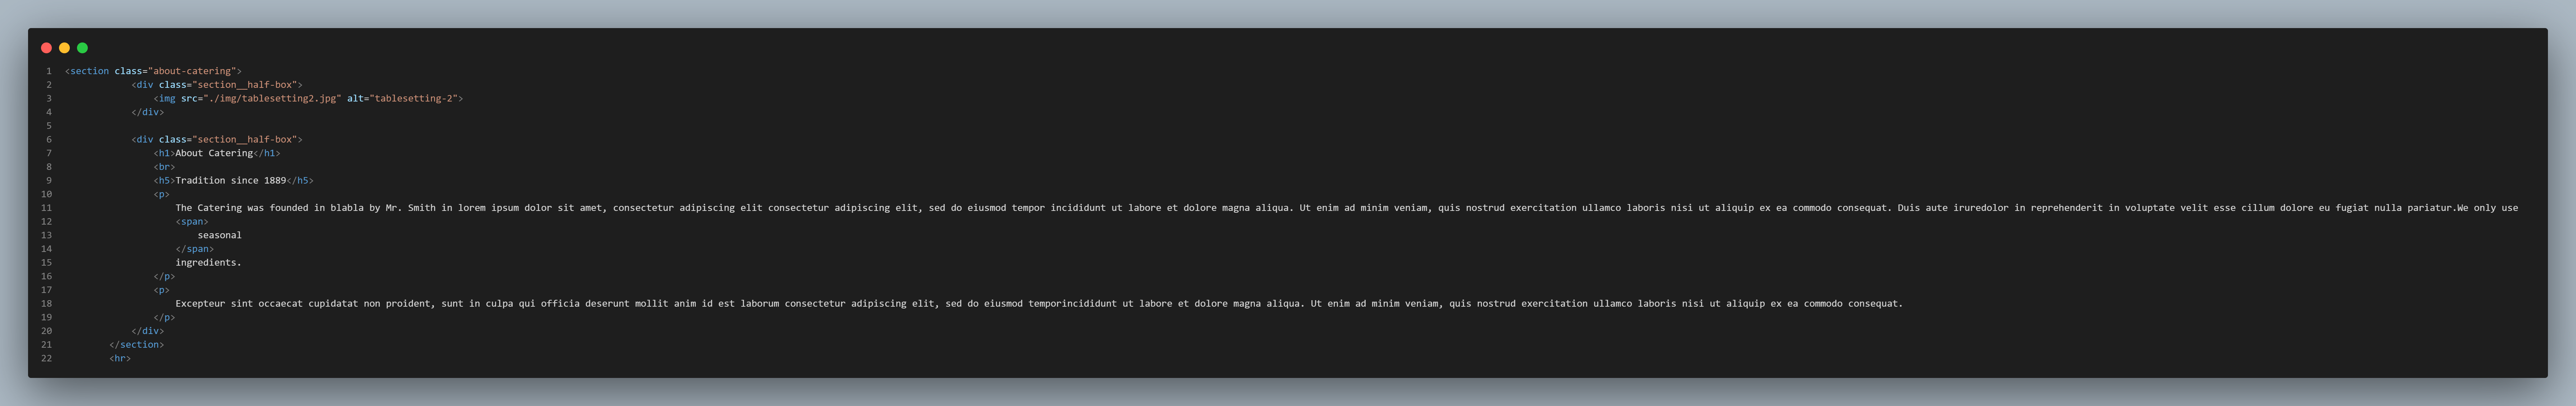 1 <section class="about-catering">
2 <div class="section__half-box">
3 <img src="./img/tablesetting2.jpg" alt="tablesetting-2">
4 </div>
5
6 <div class="section__half-box">
7 <h1>About Catering</h1>
8 <br>
9 <h5>Tradition since 1889</h5>
10 <p>
11 The Catering was founded in blabla by Mr. Smith in lorem ipsum dolor sit amet, consectetur adipiscing elit consectetur adipiscing elit, sed do eiusmod tempor incididunt ut labore et dolore magna aliqua. Ut enim ad minim veniam, quis nostrud exercitation ullamco laboris nisi ut aliquip ex ea commodo consequat. Duis aute iruredolor in reprehenderit in voluptate velit esse cillum dolore eu fugiat nulla pariatur.We only use
12 <span>
13 seasonal
14 </span>
15 ingredients.
16 </p>
17 <p>
18 Excepteur sint occaecat cupidatat non proident, sunt in culpa qui officia deserunt mollit anim id est laborum consectetur adipiscing elit, sed do eiusmod temporincididunt ut labore et dolore magna aliqua. Ut enim ad minim veniam, quis nostrud exercitation ullamco laboris nisi ut aliquip ex ea commodo consequat.
19 </p>
20 </div>
21 </section>
22 <hr>